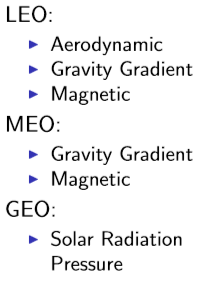 LEO:
▶ Aerodynamic
▶ Gravity Gradient
▶ Magnetic
MEO:
▶ Gravity Gradient
▶ Magnetic
GEO:
▶ Solar Radiation
Pressure